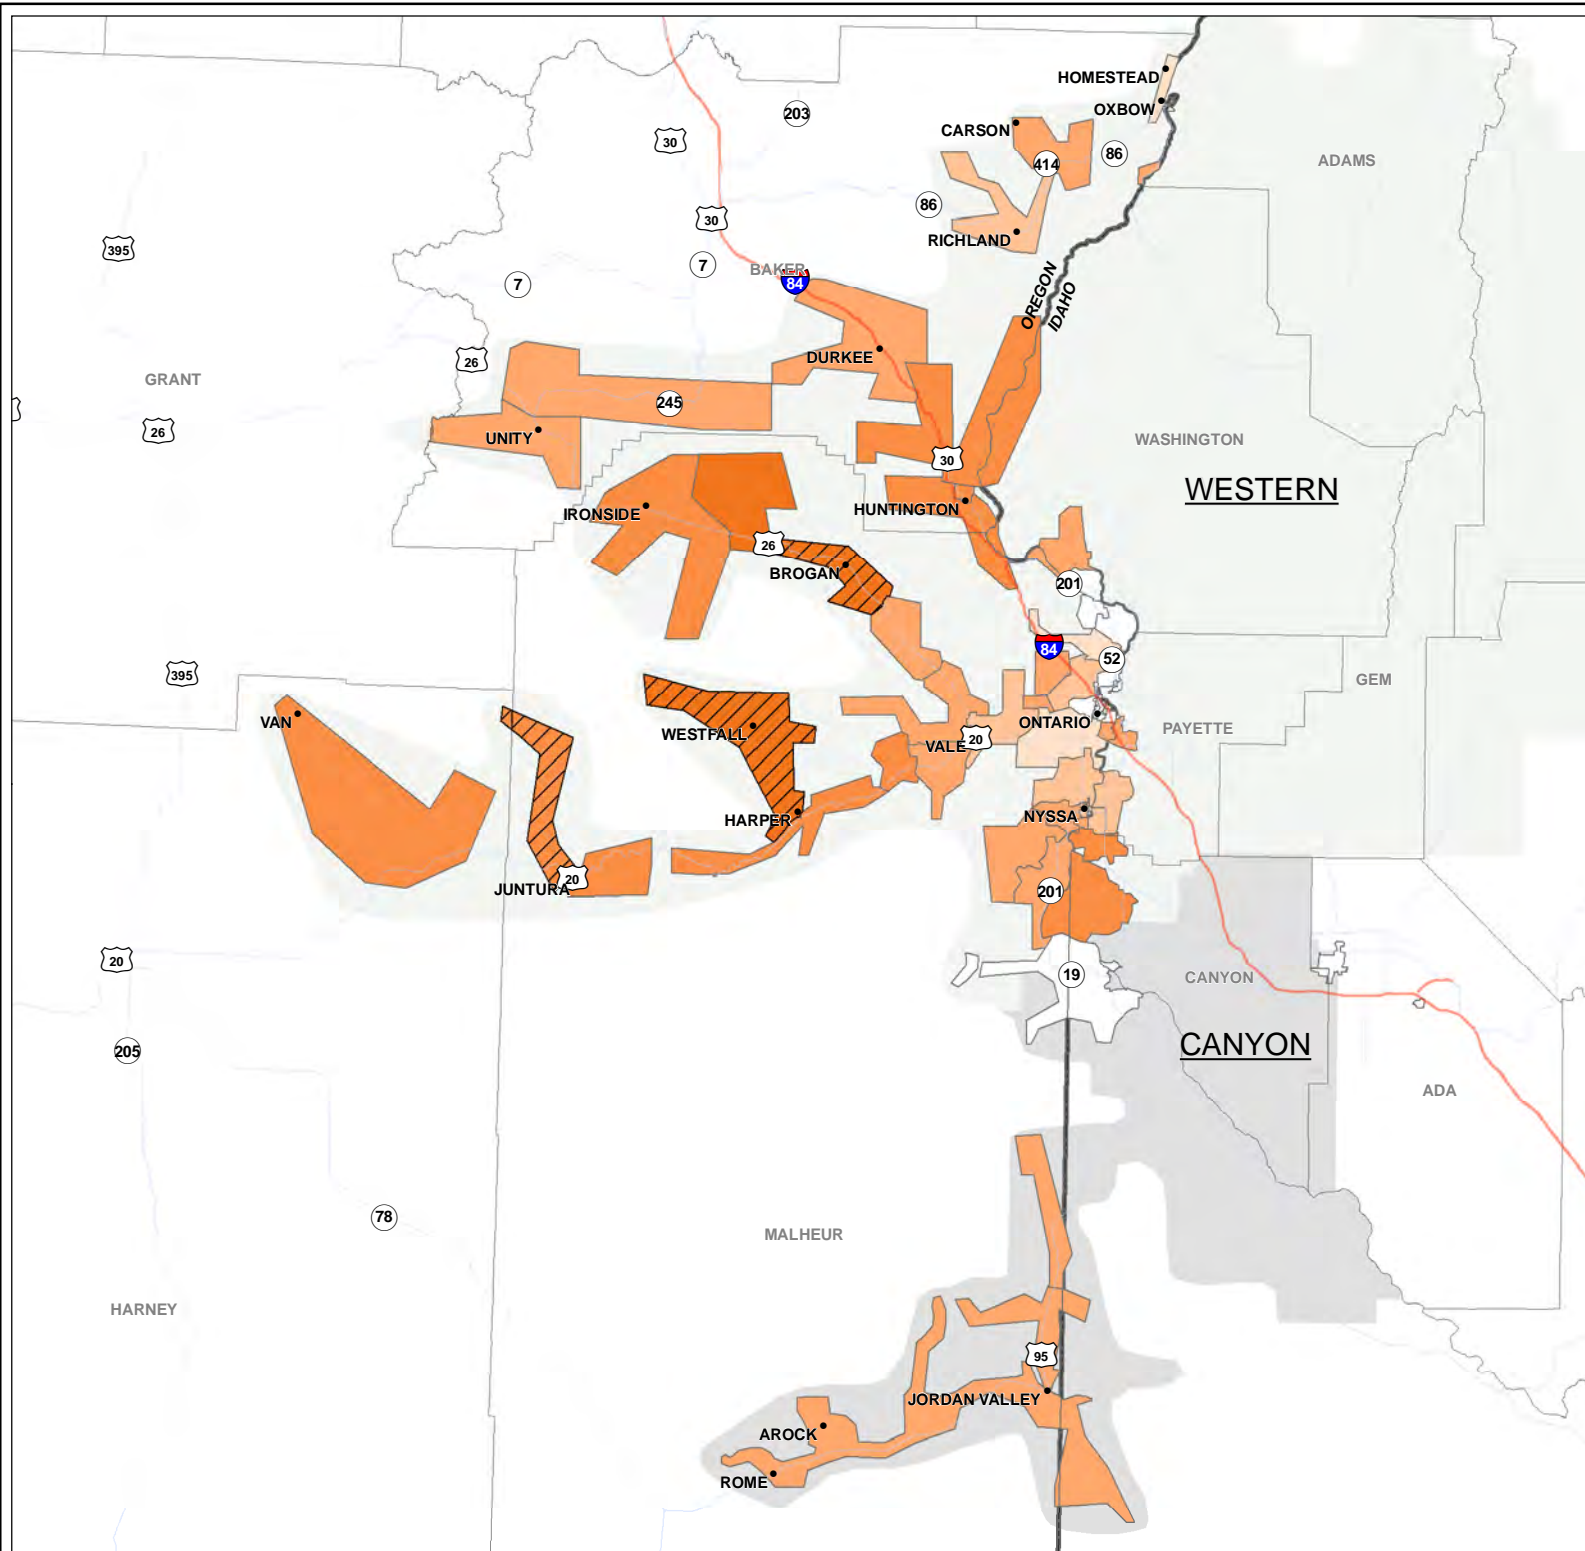 HOMESTEAD
OXBOW
203
CARSON
30
86
414
ADAMS
86
30
RICHLAND
395
7
BAKER
84
7
OREGON
IDAHO
DURKEE
26
GRANT
245
26
UNITY
WASHINGTON
30
WESTERN
HUNTINGTON
IRONSIDE
26
BROGAN
201
84
52
395
GEM
VAN
ONTARIO
WESTFALL
VALE
20
PAYETTE
HARPER
NYSSA
20
JUNTURA
201
20
19
CANYON
CANYON
205
ADA
78
MALHEUR
HARNEY
95
JORDAN VALLEY
AROCK
ROME